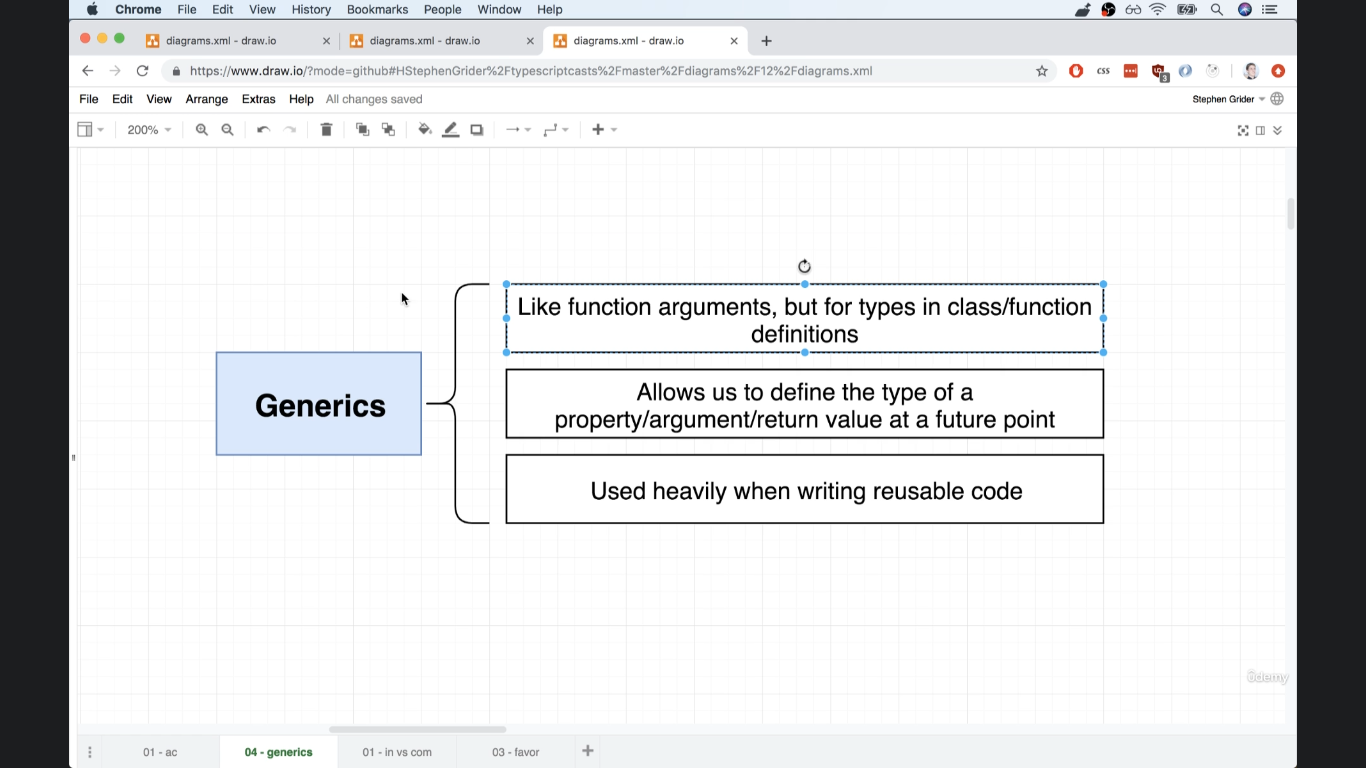 Chrome File Edit View History Bookmarks People Window Help
diagrams.xml - draw.io diagrams.xml - draw.io diagrams.xml - draw.io
https://www.draw.io/?mode=github#HStephenGrider%2Ftypescriptcasts%2Fmaster%2Fdiagrams%2F12%2Fdiagrams.xml
css
3
File Edit View Arrange Extras Help All changes saved
Stephen Grider
200%
Like function arguments, but for types in class/function
definitions
Generics
Allows us to define the type of a
property/argument/return value at a future point
Used heavily when writing reusable code
ûdemy
01 - ac 04 - generics 01 - in vs com 03 - favor